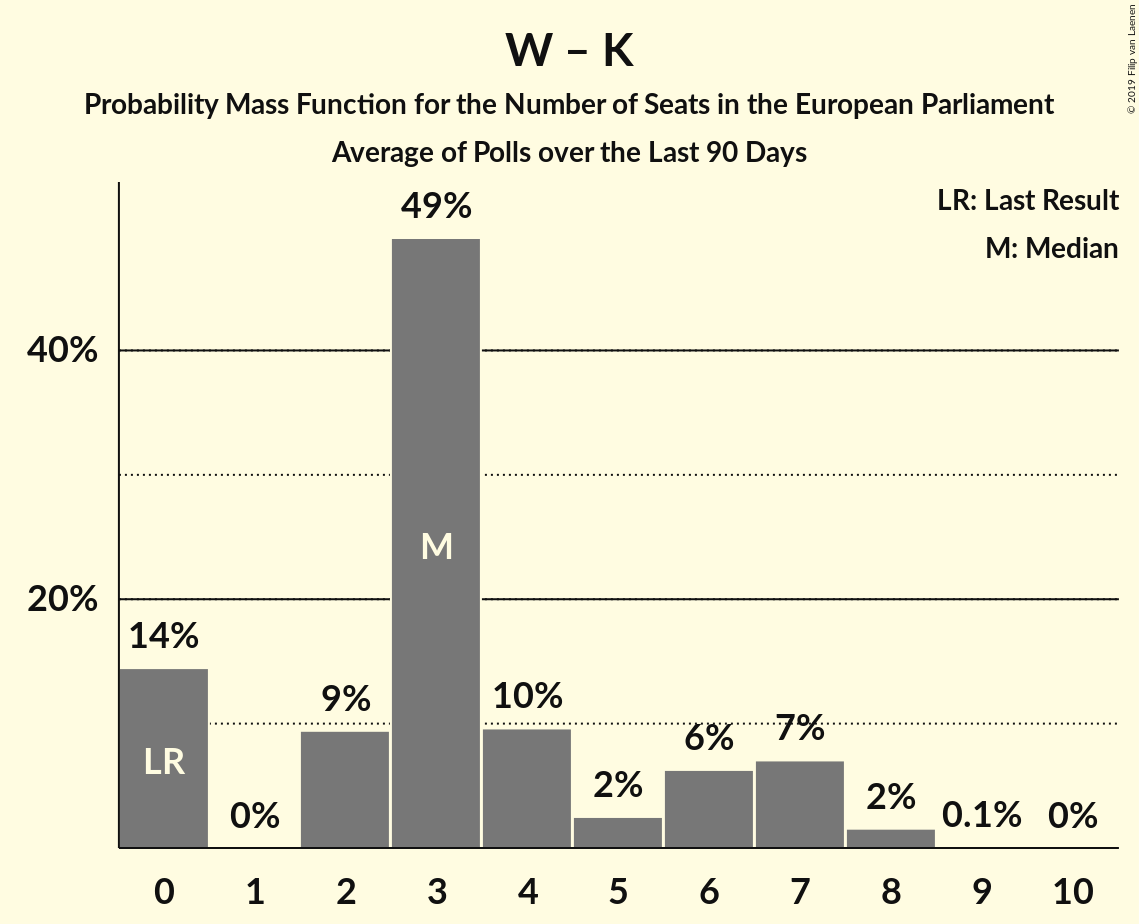 W – K
Probability Mass Function for the Number of Seats in the European Parliament
Average of Polls over the Last 90 Days
© 2019 Filip van Laenen
LR: Last Result
M: Median
49%
40%
M
20%
14%
9%
10%
6%
7%
LR
0%
2%
2%
0.1%
0%
0 1 2 3 4 5 6 7 8 9 10